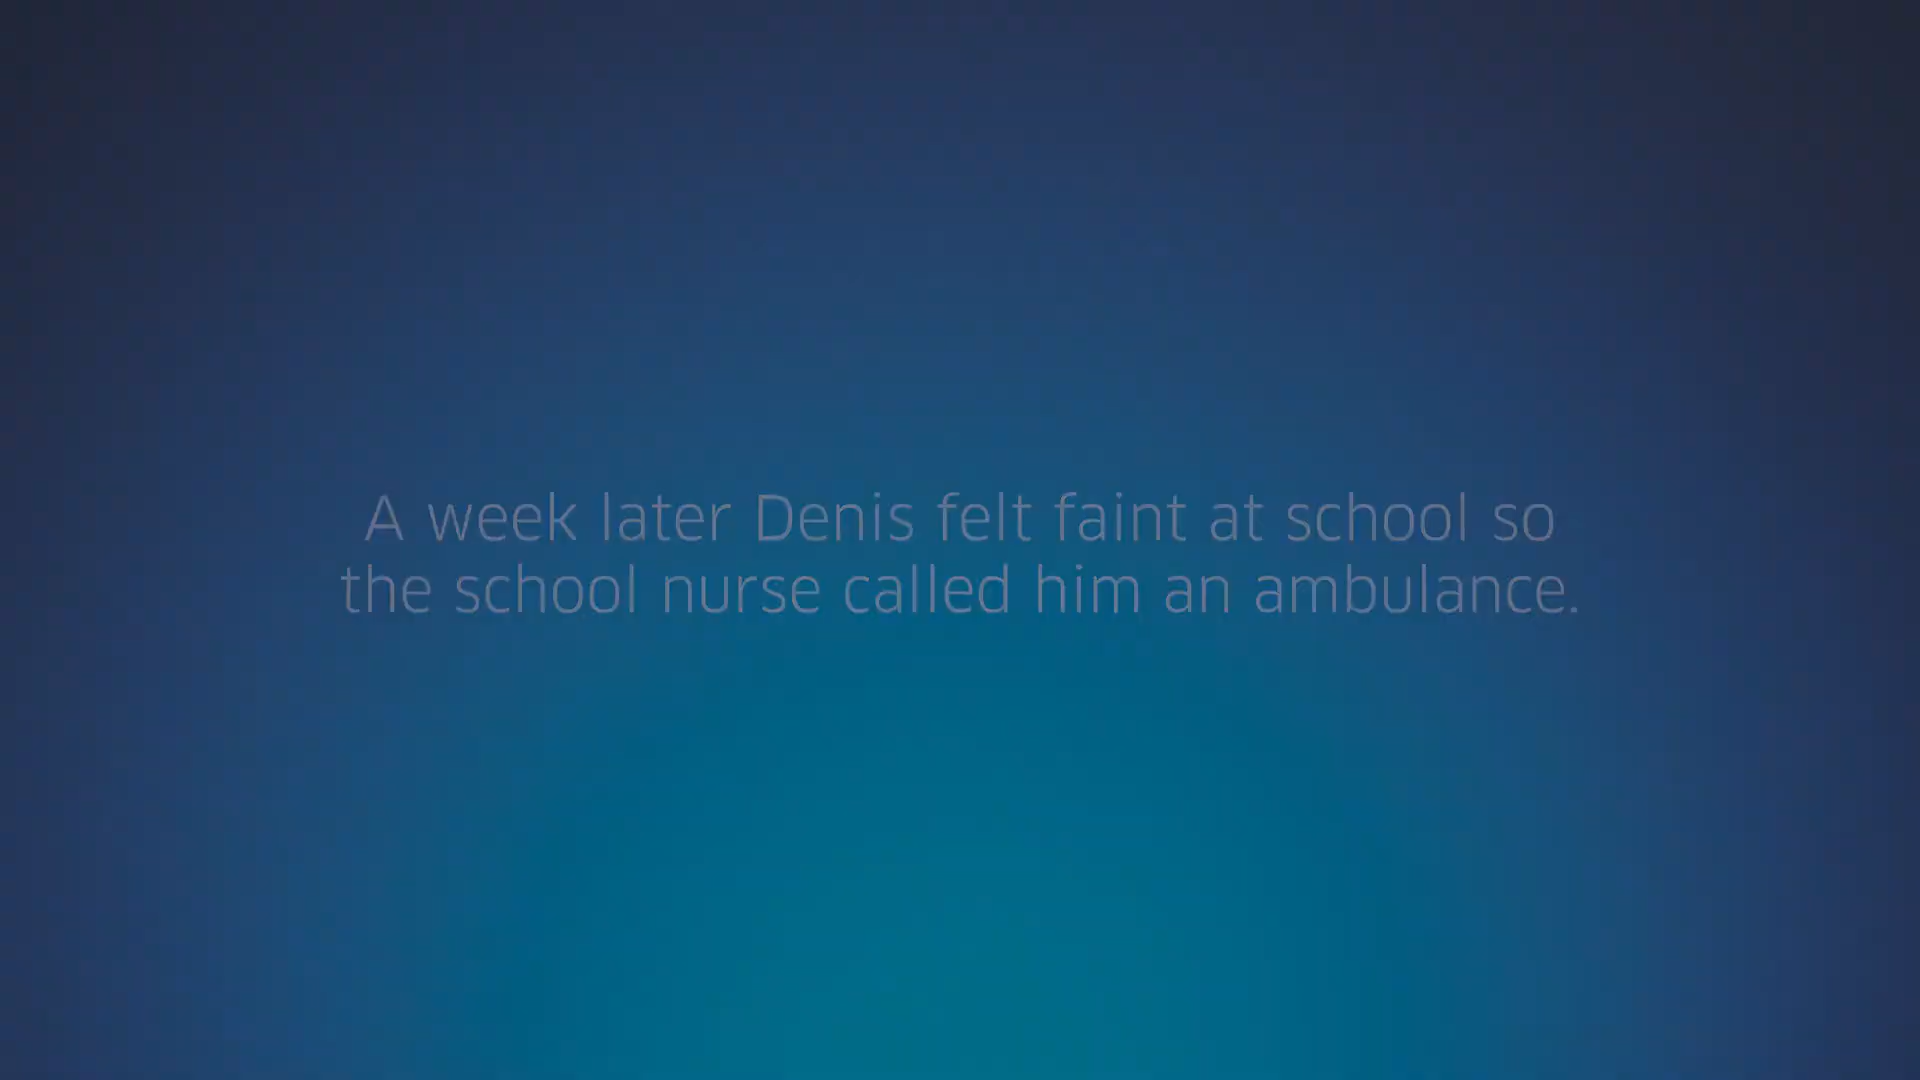 A week later Denis felt faint at school so
the school nurse called him an ambulance.